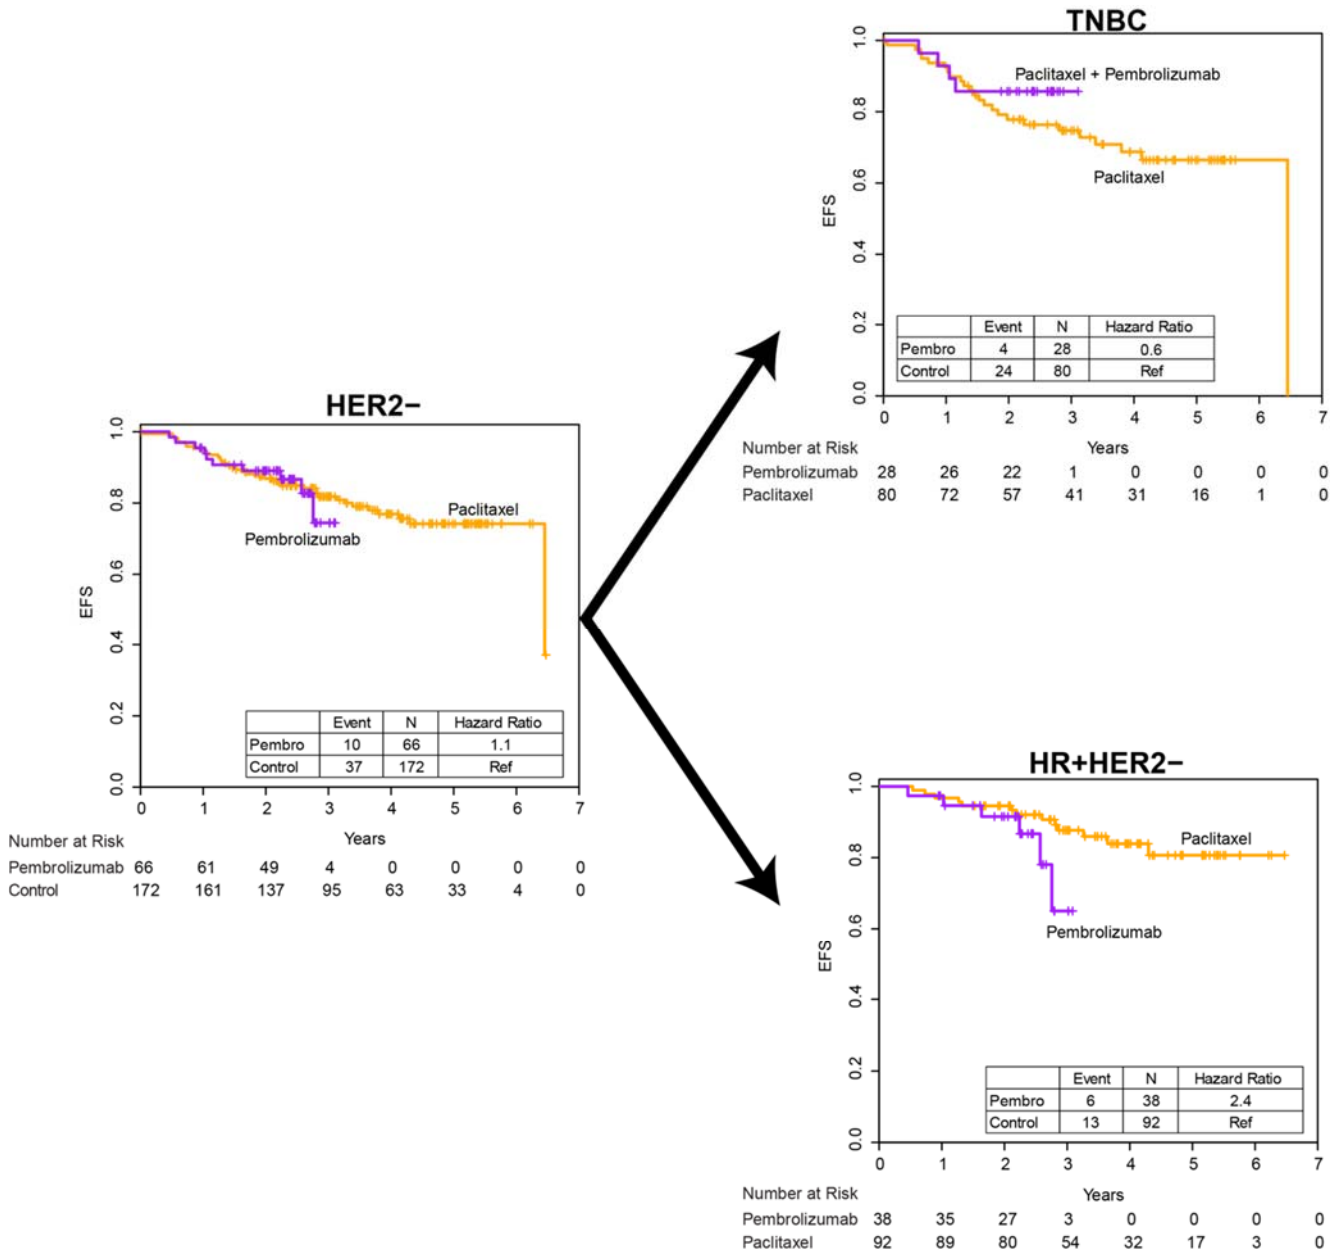 HER2−
EFS
1.0
0.8
0.6
0.4
0.2
0.0
Paclitaxel
Pembrolizumab
Event N Hazard Ratio
Pembro 10 66 1.1
Control 37 172 Ref
0 1 2 3 4 5 6 7
Years
Number at Risk
Pembrolizumab 66 61 49 4 0 0 0 0
Control 172 161 137 95 63 33 4 0
TNBC
EFS
1.0
0.8
0.6
0.4
0.2
0.0
Paclitaxel + Pembrolizumab
Paclitaxel
Event N Hazard Ratio
Pembro 4 28 0.6
Control 24 80 Ref
0 1 2 3 4 5 6 7
Years
Number at Risk
Pembrolizumab 28 26 22 1 0 0 0 0
Paclitaxel 80 72 57 41 31 16 1 0
HR+HER2−
EFS
1.0
0.8
0.6
0.4
0.2
0.0
Paclitaxel
Pembrolizumab
Event N Hazard Ratio
Pembro 6 38 2.4
Control 13 92 Ref
0 1 2 3 4 5 6 7
Years
Number at Risk
Pembrolizumab 38 35 27 3 0 0 0 0
Paclitaxel 92 89 80 54 32 17 3 0